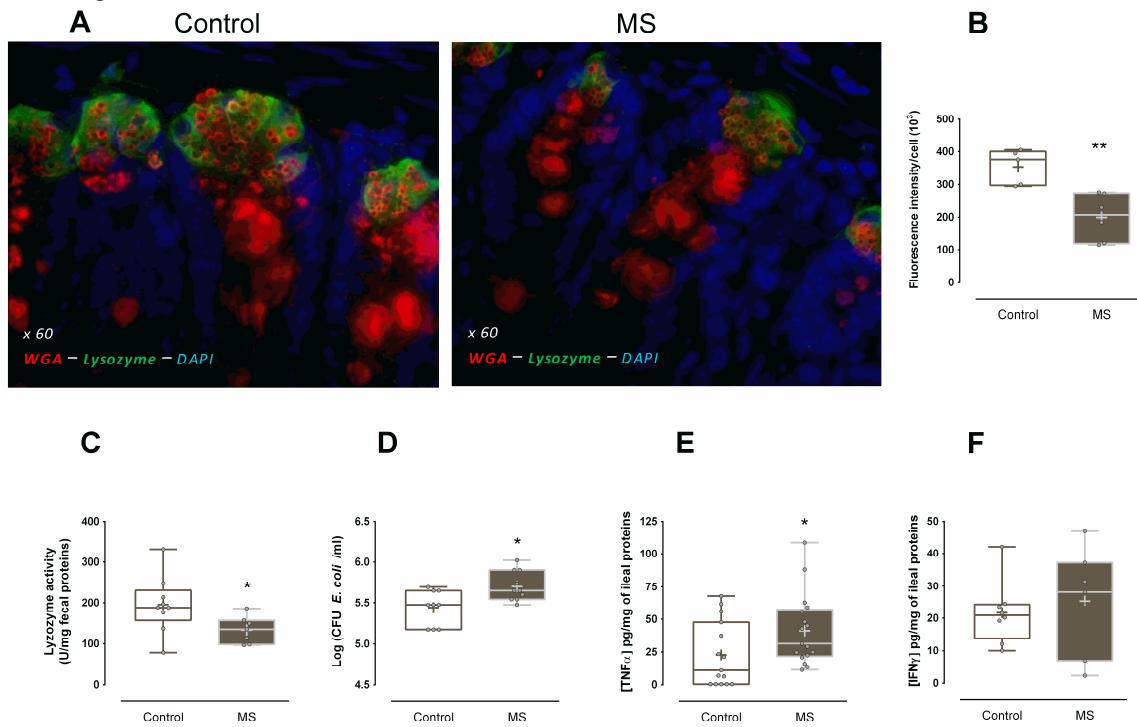 A
Control
MS
B
x 60
WGA – Lysozyme – DAPI
x 60
WGA – Lysozyme – DAPI
Fluorescence intensity/cell (10³)
500
400
300
200
100
0
**
Control
MS
C
D
E
F
Lyzozyme activity
(U/mg fecal proteins)
400
300
200
100
0
*
Control
MS
Log (CFU E. coli /ml)
6.5
6.0
5.5
5.0
4.5
*
Control
MS
[TNFα] pg/mg of ileal proteins
125
100
75
50
25
0
*
Control
MS
[IFNγ] pg/mg of ileal proteins
50
40
30
20
10
0
Control
MS